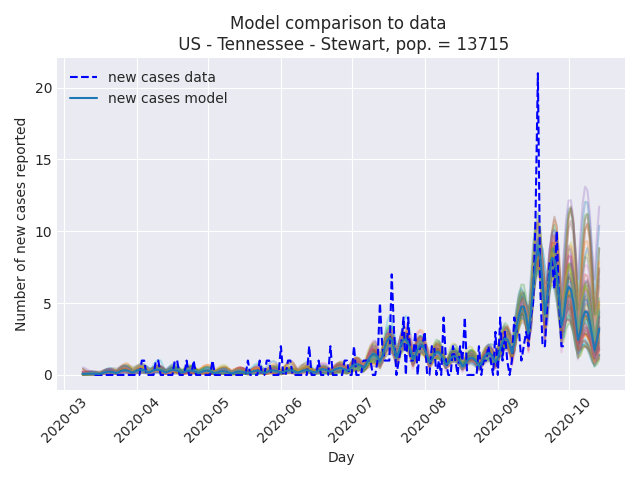 Model comparison to data
US - Tennessee - Stewart, pop. = 13715
new cases data
new cases model
Number of new cases reported
20
15
10
5
0
2020-03
2020-04
2020-05
2020-06
2020-07
2020-08
2020-09
2020-10
Day